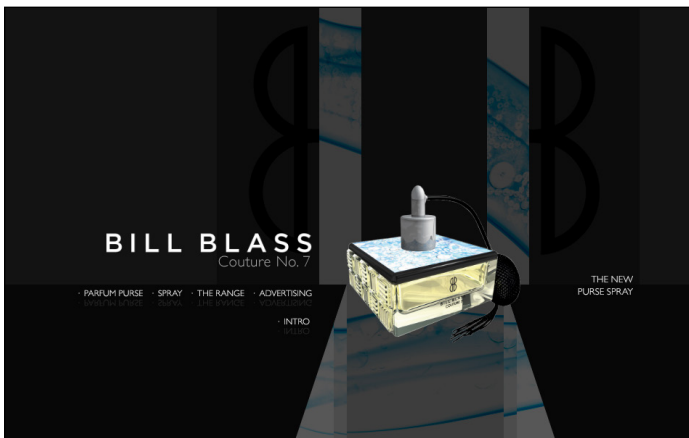 BILL BLASS
Couture No. 7
· PARFUM PURSE · SPRAY · THE RANGE · ADVERTISING
· INTRO
THE NEW
PURSE SPRAY